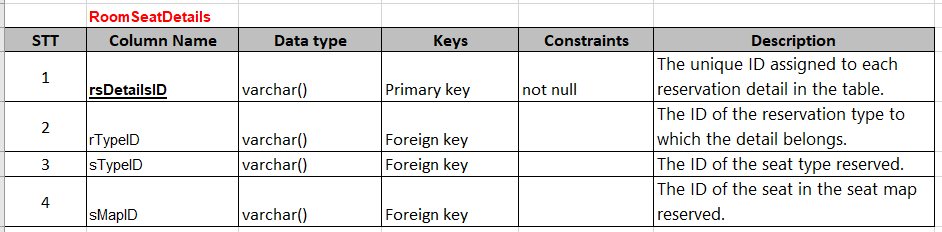 RoomSeatDetails
STT Column Name Data type Keys Constraints Description
1 rsDetailsID varchar() Primary key not null The unique ID assigned to each
reservation detail in the table.
2 rTypeID varchar() Foreign key The ID of the reservation type to
which the detail belongs.
3 sTypeID varchar() Foreign key The ID of the seat type reserved.
4 sMapID varchar() Foreign key The ID of the seat in the seat map
reserved.